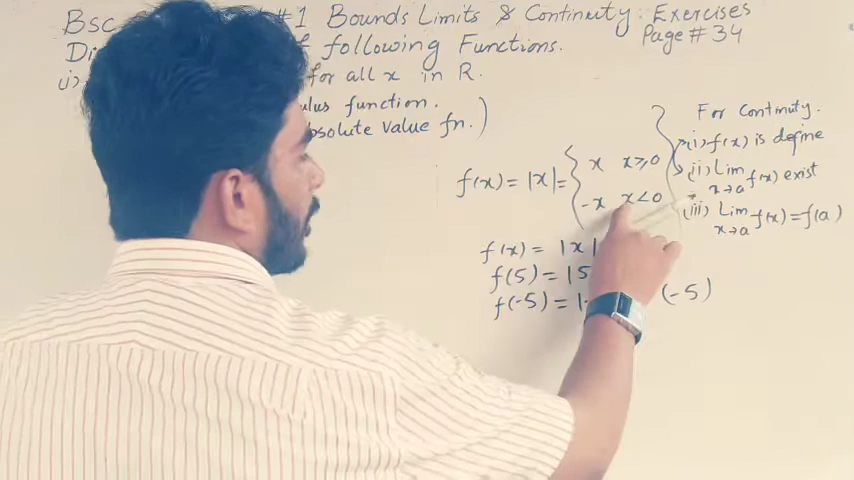 Bsc #1 Bounds Limits & Continuity Exercises
Page # 34
Di f following Functions.
i) for all x in R.
ulus function.
bsolute Value fn.)
f(x) = |x| = { x x≥0
-x x<0 }
For Continuty.
(i) f(x) is define
(ii) Lim x→a f(x) exist
(iii) Lim x→a f(x) = f(a)
f(x) = |x|
f(5) = |5
f(-5) = |- (-5)